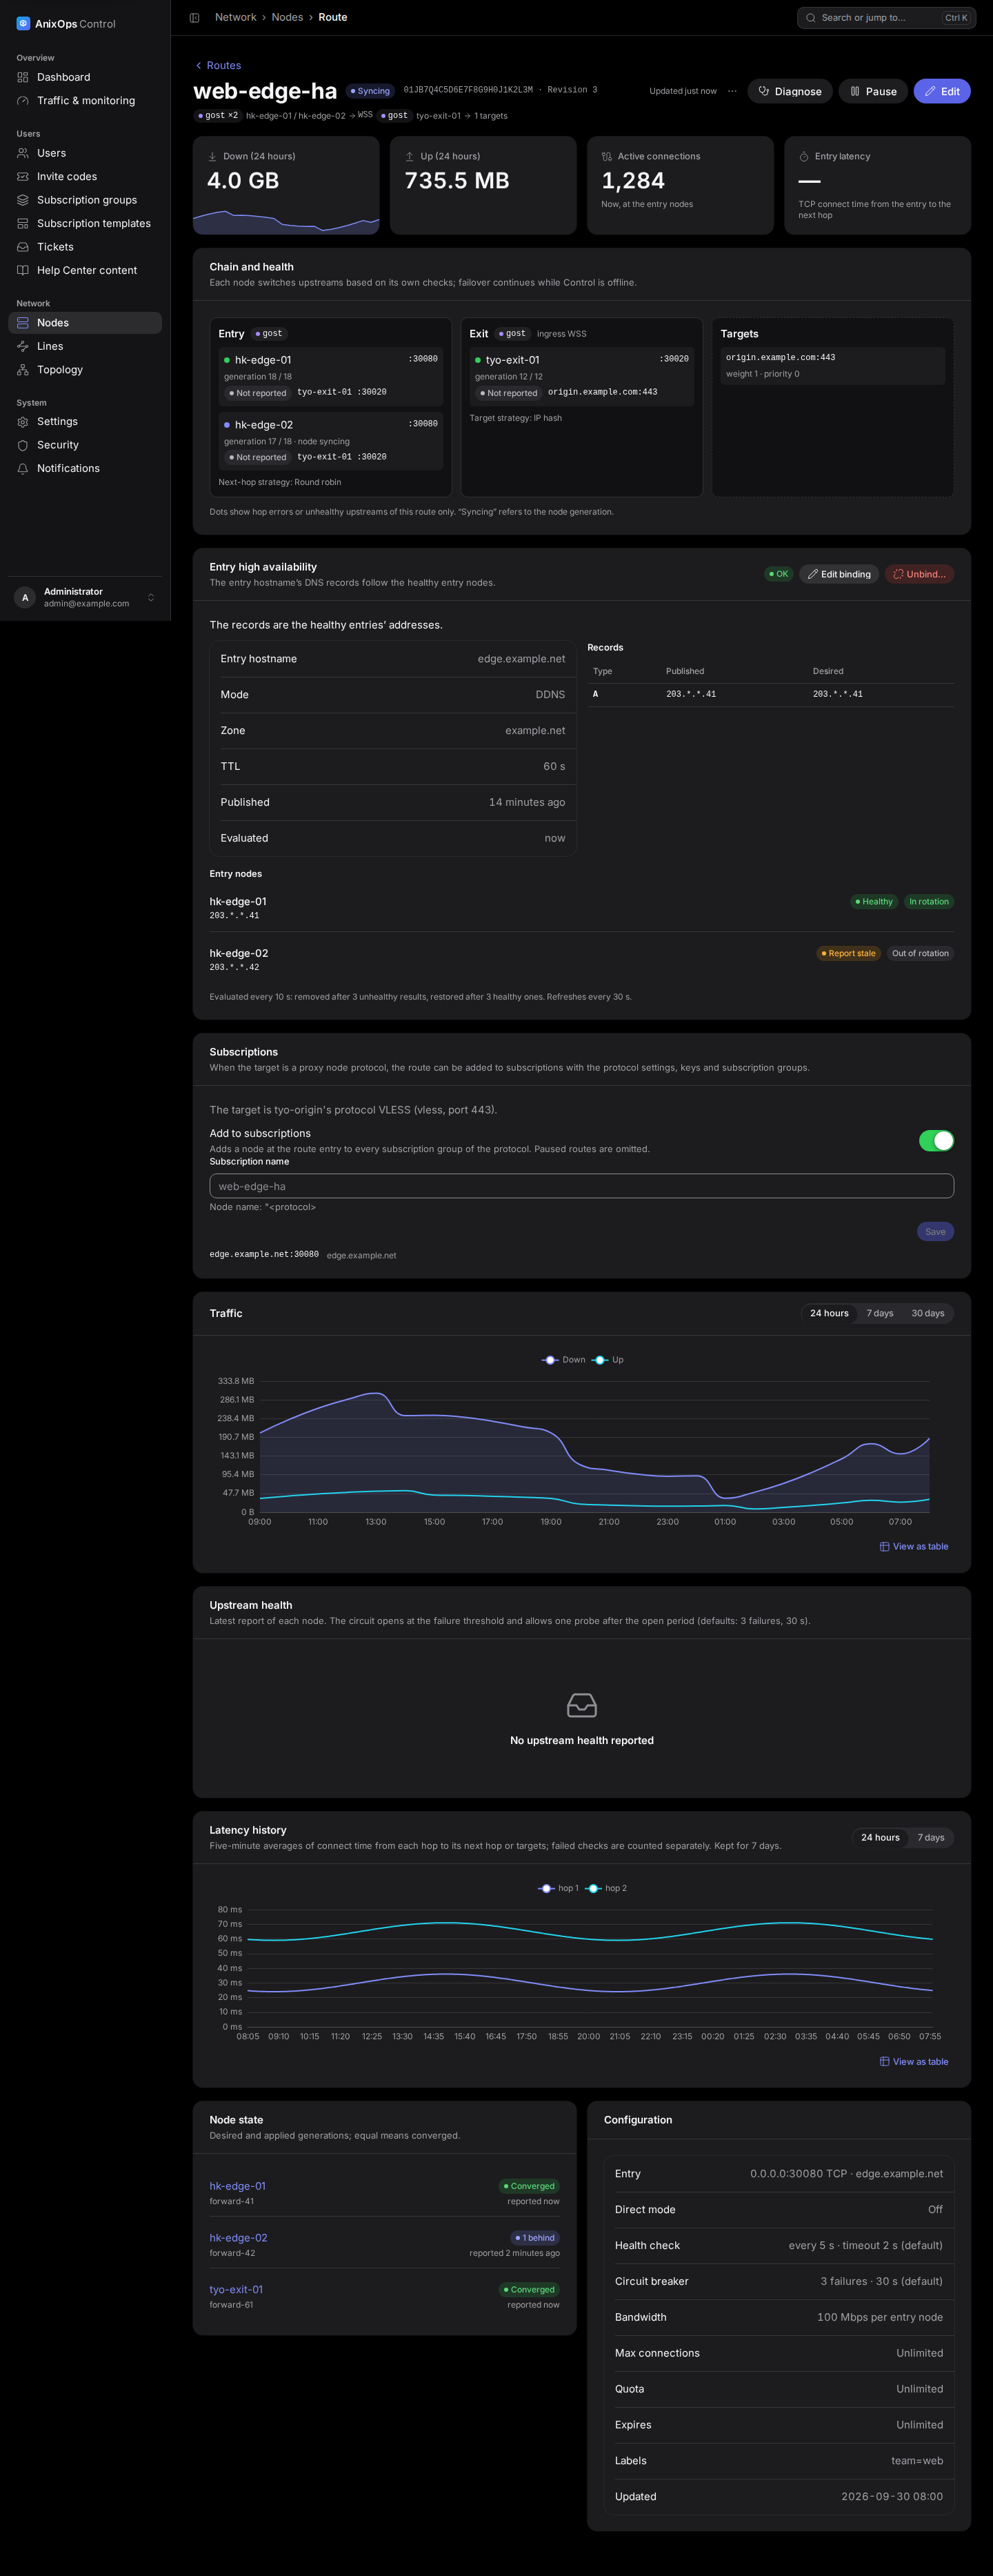 AnixOps Control
Overview
Dashboard
Traffic & monitoring
Users
Users
Invite codes
Subscription groups
Subscription templates
Tickets
Help Center content
Network
Nodes
Lines
Topology
System
Settings
Security
Notifications
A
Administrator
admin@example.com
Network › Nodes › Route
Search or jump to... Ctrl K
Routes
web-edge-ha Syncing 01JB7Q4C5D6E7F8G9H0J1K2L3M · Revision 3
Updated just now ··· Diagnose Pause Edit
gost ×2 hk-edge-01 / hk-edge-02 → WSS gost tyo-exit-01 → 1 targets
Down (24 hours)
4.0 GB
Up (24 hours)
735.5 MB
Active connections
1,284
Now, at the entry nodes
Entry latency
—
TCP connect time from the entry to the
next hop
Chain and health
Each node switches upstreams based on its own checks; failover continues while Control is offline.
Entry gost
hk-edge-01 :30080
generation 18 / 18
Not reported tyo-exit-01 :30020
hk-edge-02 :30080
generation 17 / 18 · node syncing
Not reported tyo-exit-01 :30020
Next-hop strategy: Round robin
Exit gost ingress WSS
tyo-exit-01 :30020
generation 12 / 12
Not reported origin.example.com:443
Target strategy: IP hash
Targets
origin.example.com:443
weight 1 · priority 0
Dots show hop errors or unhealthy upstreams of this route only. “Syncing” refers to the node generation.
Entry high availability
The entry hostname’s DNS records follow the healthy entry nodes.
OK Edit binding Unbind...
The records are the healthy entries’ addresses.
Entry hostname edge.example.net
Mode DDNS
Zone example.net
TTL 60 s
Published 14 minutes ago
Evaluated now
Records
Type Published Desired
A 203.*.*.41 203.*.*.41
Entry nodes
hk-edge-01 Healthy In rotation
203.*.*.41
hk-edge-02 Report stale Out of rotation
203.*.*.42
Evaluated every 10 s: removed after 3 unhealthy results, restored after 3 healthy ones. Refreshes every 30 s.
Subscriptions
When the target is a proxy node protocol, the route can be added to subscriptions with the protocol settings, keys and subscription groups.
The target is tyo-origin's protocol VLESS (vless, port 443).
Add to subscriptions
Adds a node at the route entry to every subscription group of the protocol. Paused routes are omitted.
Subscription name
web-edge-ha
Node name: "<protocol>
Save
edge.example.net:30080 edge.example.net
Traffic
24 hours 7 days 30 days
Down Up
333.8 MB
286.1 MB
238.4 MB
190.7 MB
143.1 MB
95.4 MB
47.7 MB
0 B
09:00 11:00 13:00 15:00 17:00 19:00 21:00 23:00 01:00 03:00 05:00 07:00
View as table
Upstream health
Latest report of each node. The circuit opens at the failure threshold and allows one probe after the open period (defaults: 3 failures, 30 s).
No upstream health reported
Latency history
Five-minute averages of connect time from each hop to its next hop or targets; failed checks are counted separately. Kept for 7 days.
24 hours 7 days
hop 1 hop 2
80 ms
70 ms
60 ms
50 ms
40 ms
30 ms
20 ms
10 ms
0 ms
08:05 09:10 10:15 11:20 12:25 13:30 14:35 15:40 16:45 17:50 18:55 20:00 21:05 22:10 23:15 00:20 01:25 02:30 03:35 04:40 05:45 06:50 07:55
View as table
Node state
Desired and applied generations; equal means converged.
hk-edge-01 Converged
forward-41 reported now
hk-edge-02 1 behind
forward-42 reported 2 minutes ago
tyo-exit-01 Converged
forward-61 reported now
Configuration
Entry 0.0.0.0:30080 TCP · edge.example.net
Direct mode Off
Health check every 5 s · timeout 2 s (default)
Circuit breaker 3 failures · 30 s (default)
Bandwidth 100 Mbps per entry node
Max connections Unlimited
Quota Unlimited
Expires Unlimited
Labels team=web
Updated 2026-09-30 08:00